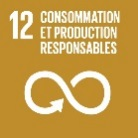 12 CONSOMMATION
ET PRODUCTION
RESPONSABLES